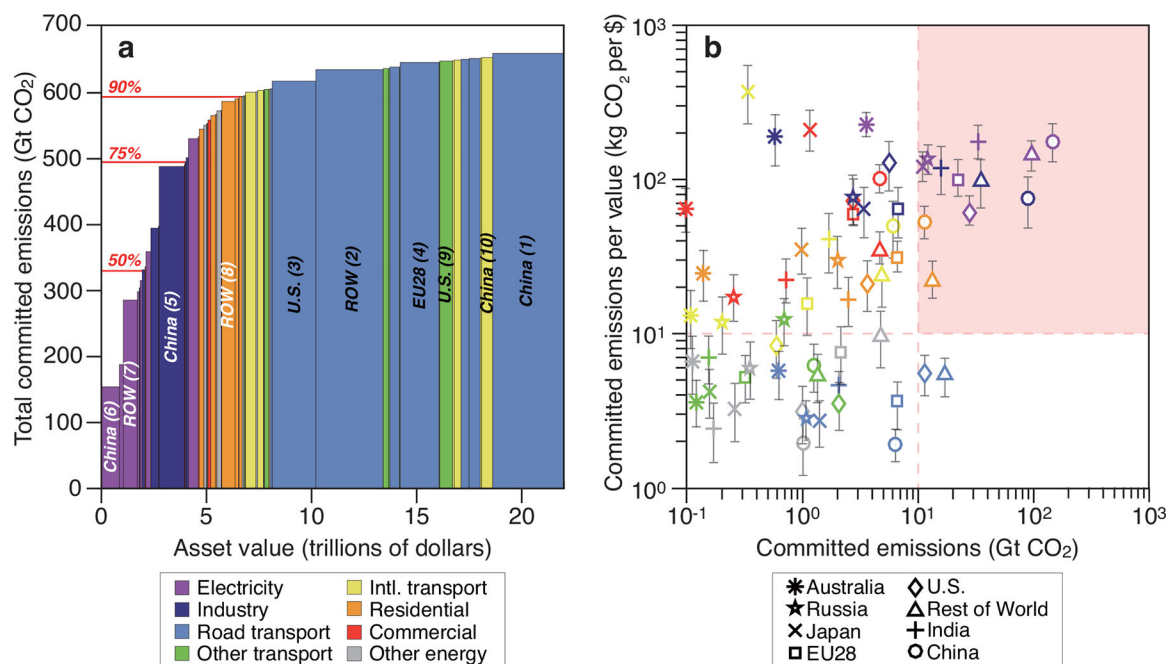 a
Total committed emissions (Gt CO₂)
700
600
500
400
300
200
100
0
90%
75%
50%
China (6)
ROW (7)
China (5)
ROW (8)
U.S. (3)
ROW (2)
EU28 (4)
U.S. (9)
China (10)
China (1)
0
5
10
15
20
Asset value (trillions of dollars)
Electricity
Industry
Road transport
Other transport
Intl. transport
Residential
Commercial
Other energy
b
Committed emissions per value (kg CO₂ per $)
10³
10²
10¹
10⁰
10⁻¹
10⁰
10¹
10²
10³
Committed emissions (Gt CO₂)
Australia
Russia
Japan
EU28
U.S.
Rest of World
India
China